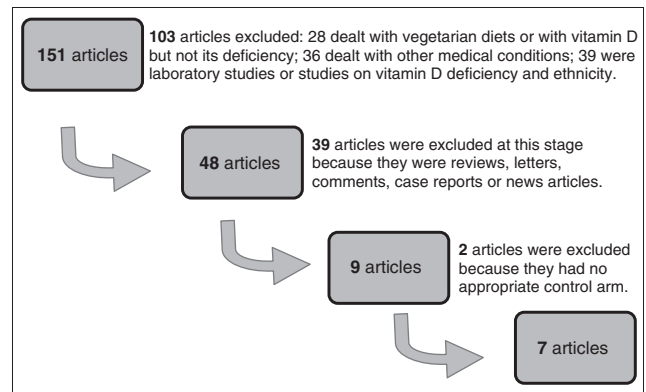 151 articles
103 articles excluded: 28 dealt with vegetarian diets or with vitamin D
but not its deficiency; 36 dealt with other medical conditions; 39 were
laboratory studies or studies on vitamin D deficiency and ethnicity.
48 articles
39 articles were excluded at this stage
because they were reviews, letters,
comments, case reports or news articles.
9 articles
2 articles were excluded
because they had no
appropriate control arm.
7 articles